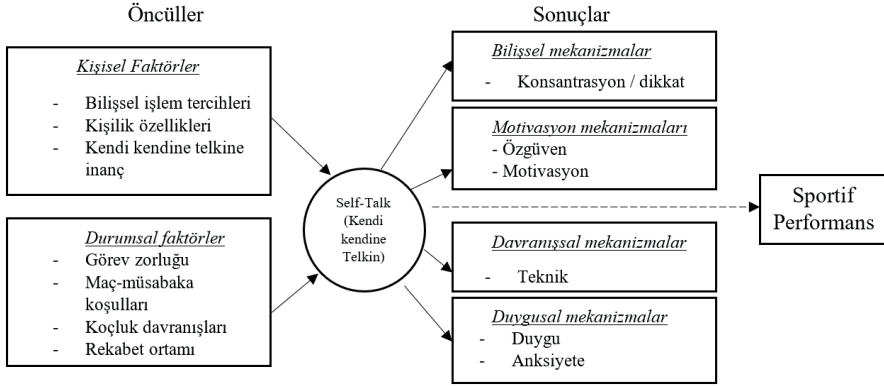 Öncüller
Sonuçlar
Kişisel Faktörler
- Bilişsel işlem tercihleri
- Kişilik özellikleri
- Kendi kendine telkine
inanç
Durumsal faktörler
- Görev zorluğu
- Maç-müsabaka
koşulları
- Koçluk davranışları
- Rekabet ortamı
Self-Talk
(Kendi
kendine
Telkin)
Bilişsel mekanizmalar
- Konsantrasyon / dikkat
Motivasyon mekanizmaları
- Özgüven
- Motivasyon
Davranışsal mekanizmalar
- Teknik
Duygusal mekanizmalar
- Duygu
- Anksiyete
Sportif
Performans